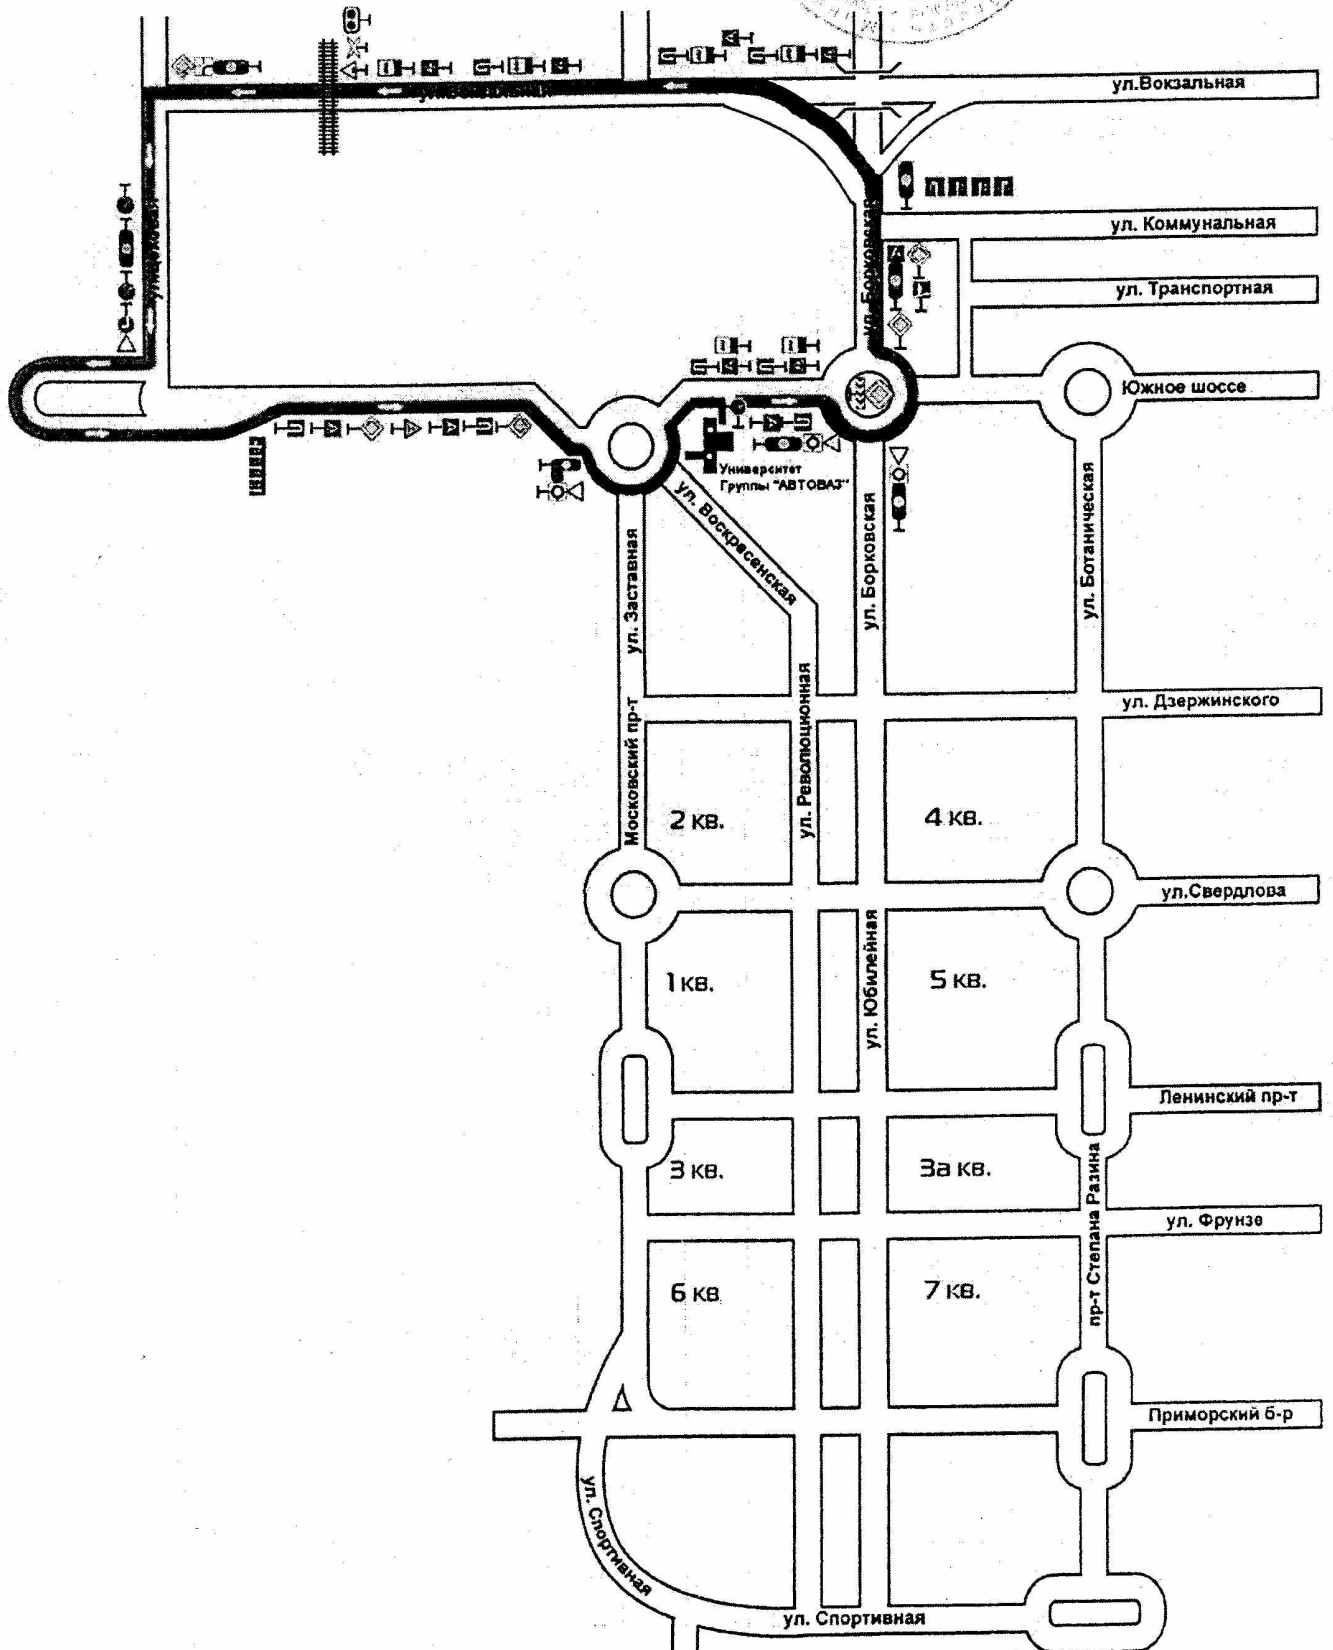 ул.Вокзальная
ул. Коммунальная
ул. Борковская
ул. Транспортная
Южное шоссе
Университет
Группы "АВТОВАЗ"
ул. Воскресенская
ул. Заставная
ул. Борковская
ул. Ботаническая
ул. Дзержинского
Московский пр-т
ул. Революционная
2 кв.
4 кв.
ул.Свердлова
1 кв.
5 кв.
ул. Юбилейная
Ленинский пр-т
3 кв.
3а кв.
пр-т Степана Разина
ул. Фрунзе
6 кв
7 кв.
Приморский б-р
ул. Спортивная
ул. Спортивная